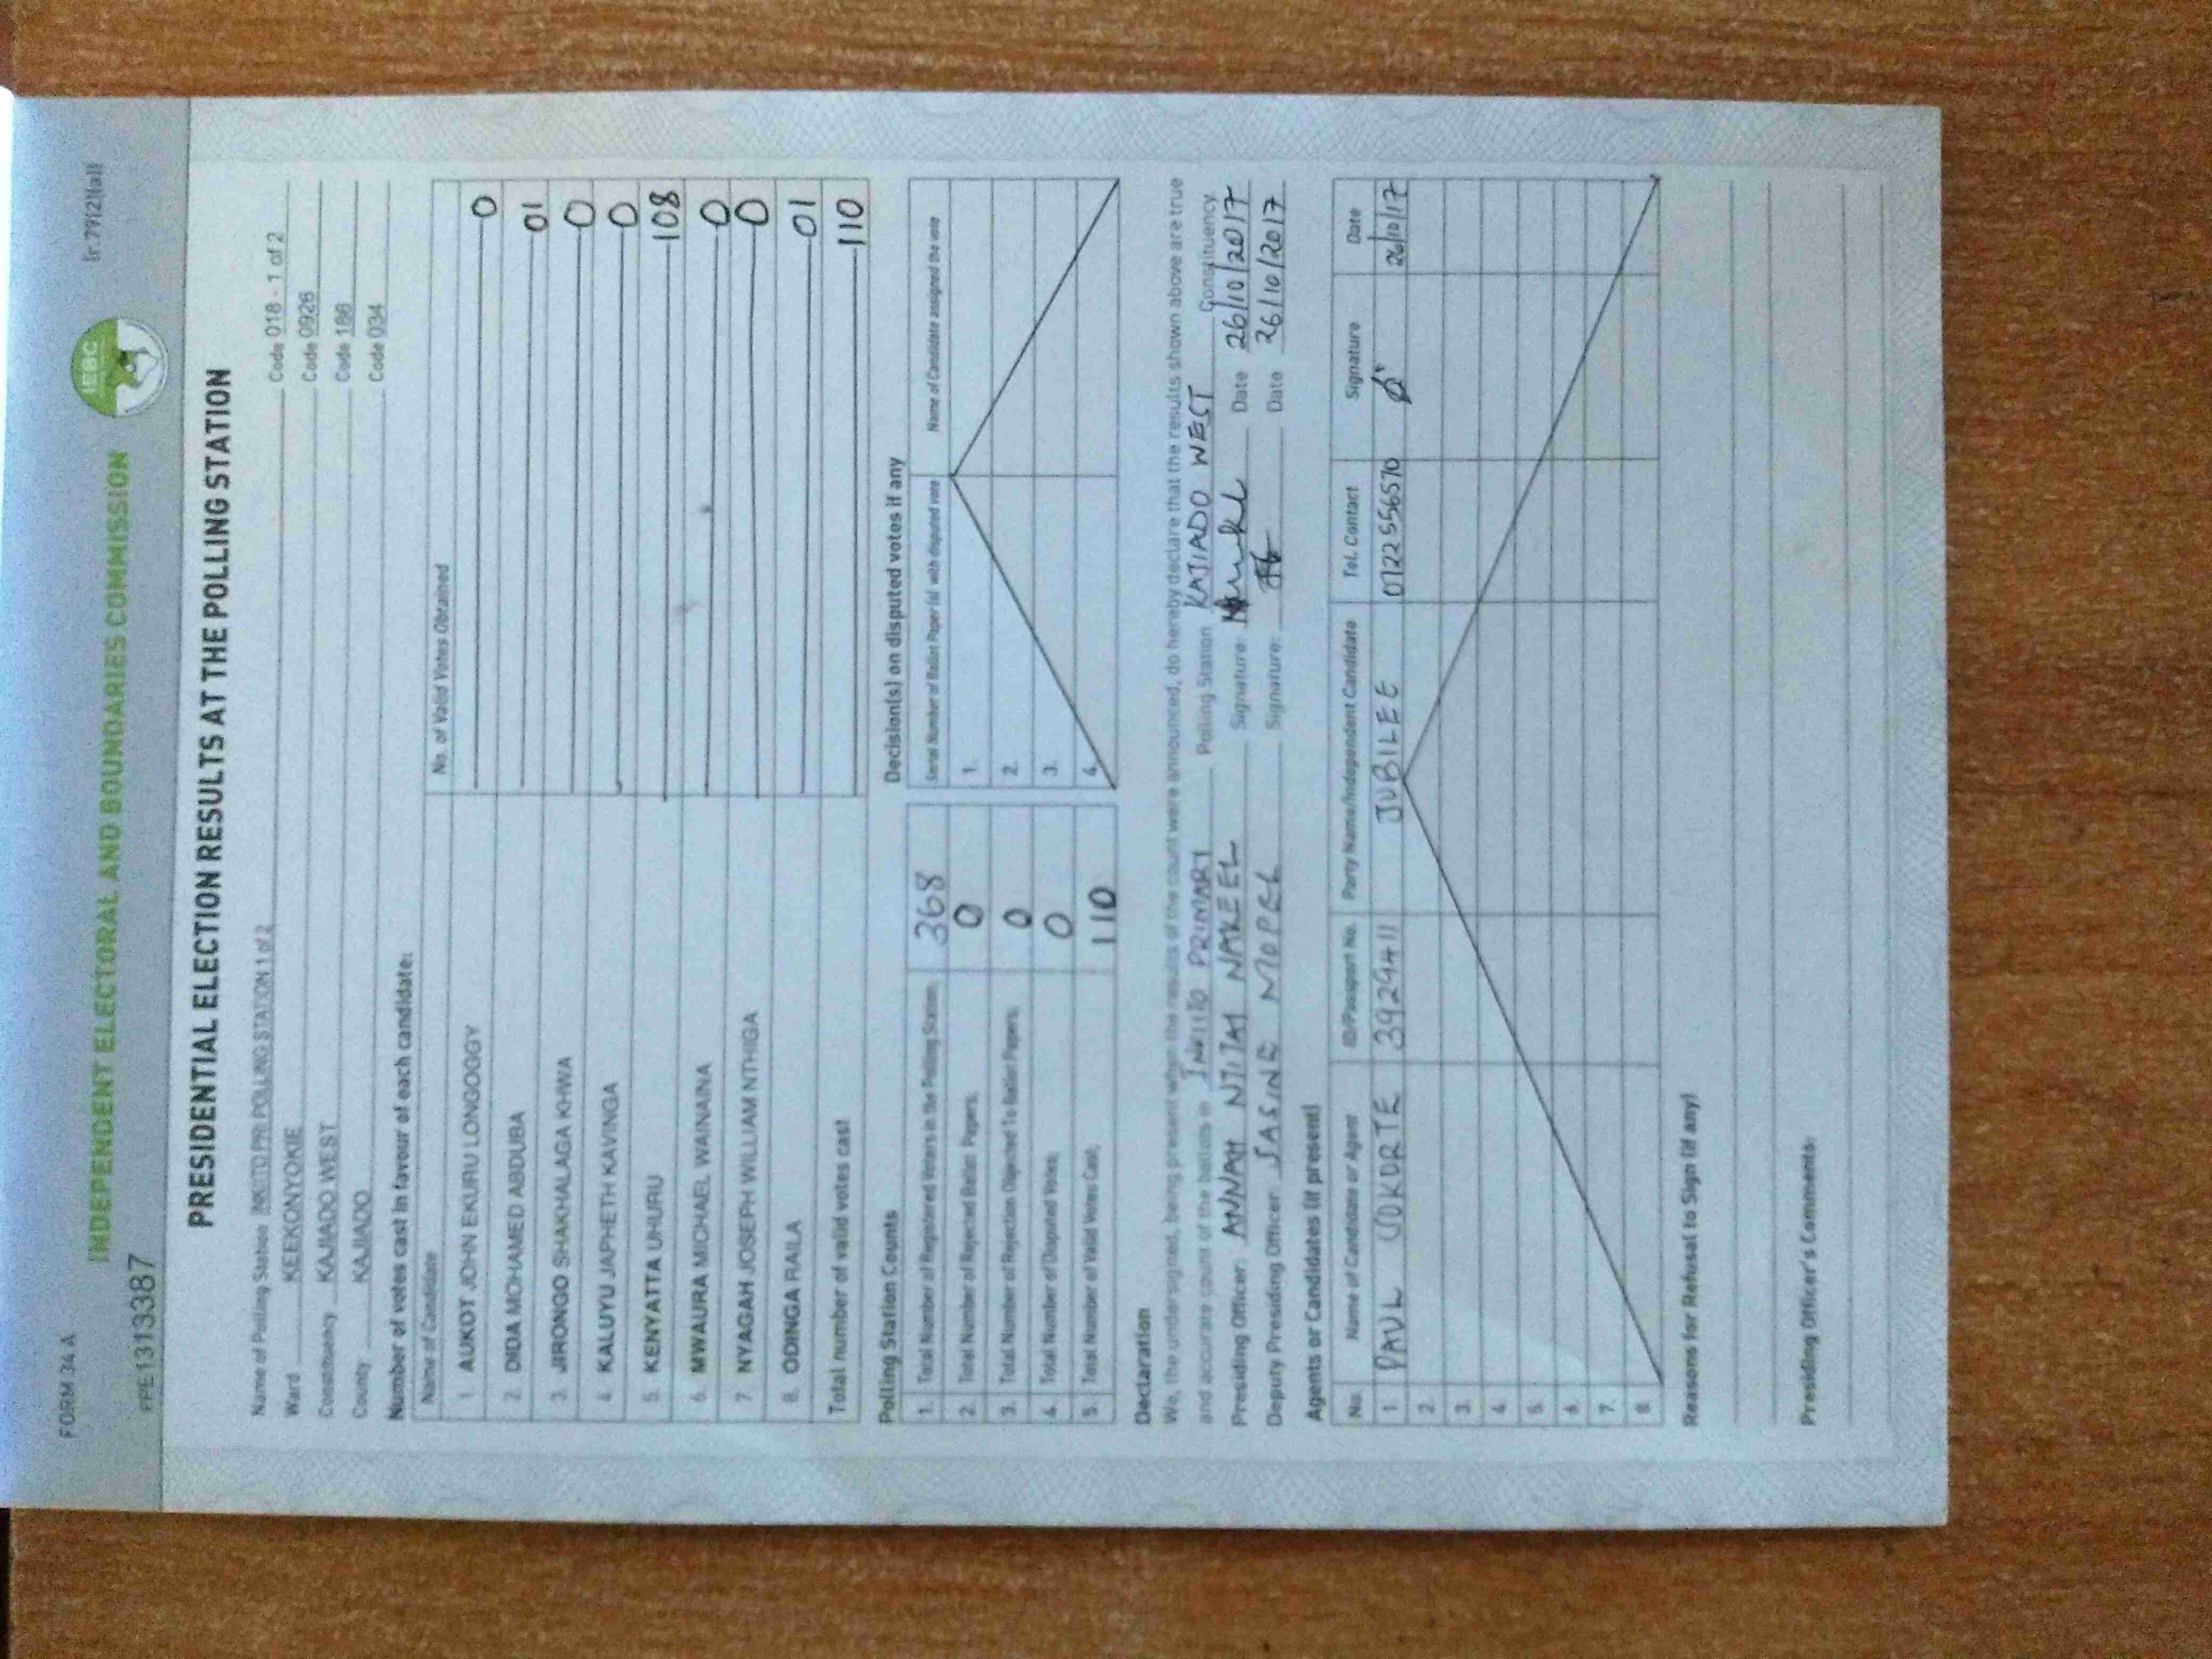 FORM 34 A
[r.79(2)(a)]
IEBC
INDEPENDENT ELECTORAL AND BOUNDARIES COMMISSION
PE1313387
PRESIDENTIAL ELECTION RESULTS AT THE POLLING STATION
Name of Polling Station INKIITO PRI POLLING STATION 1 of 2 Code 018 - 1 of 2
Ward KEEKONYOKIE Code 0926
Constituency KAJIADO WEST Code 186
County KAJIADO Code 034
Number of votes cast in favour of each candidate:
Name of Candidate No. of Valid Votes Obtained
1. AUKOT JOHN EKURU LONGOGGY 0
2. DIDA MOHAMED ABDUBA 01
3. JIRONGO SHAKHALAGA KHWA 0
4. KALUYU JAPHETH KAVINGA 0
5. KENYATTA UHURU 108
6. MWAURA MICHAEL WAINAINA 0
7. NYAGAH JOSEPH WILLIAM NTHIGA 0
8. ODINGA RAILA 01
Total number of valid votes cast 110
Polling Station Counts
1. Total Number of Registered Voters in the Polling Station 368
2. Total Number of Rejected Ballot Papers 0
3. Total Number of Rejection Objected To Ballot Papers 0
4. Total Number of Disputed Votes 0
5. Total Number of Valid Votes Cast 110
Decision(s) on disputed votes if any
Serial Number of Ballot Paper (s) with disputed vote Name of Candidate assigned the vote
1.
2.
3.
4.
Declaration
We, the undersigned, being present when the results of the count were announced, do hereby declare that the results shown above are true
and accurate count of the ballots in INKIITO PRIMARY Polling Station KAJIADO WEST Constituency.
Presiding Officer: ANNAH NTITAI NAKEEL Signature: Date 26/10/2017
Deputy Presiding Officer: SASINE MOPEL Signature: Date 26/10/2017
Agents or Candidates (if present)
No. Name of Candidate or Agent ID/Passport No. Party Name/Independent Candidate Tel. Contact Signature Date
1. PAUL 3929411 JUBILEE 0722556570 26/10/17
2.
3.
4.
5.
6.
7.
8.
Reasons for Refusal to Sign (if any)
Presiding Officer's Comments: